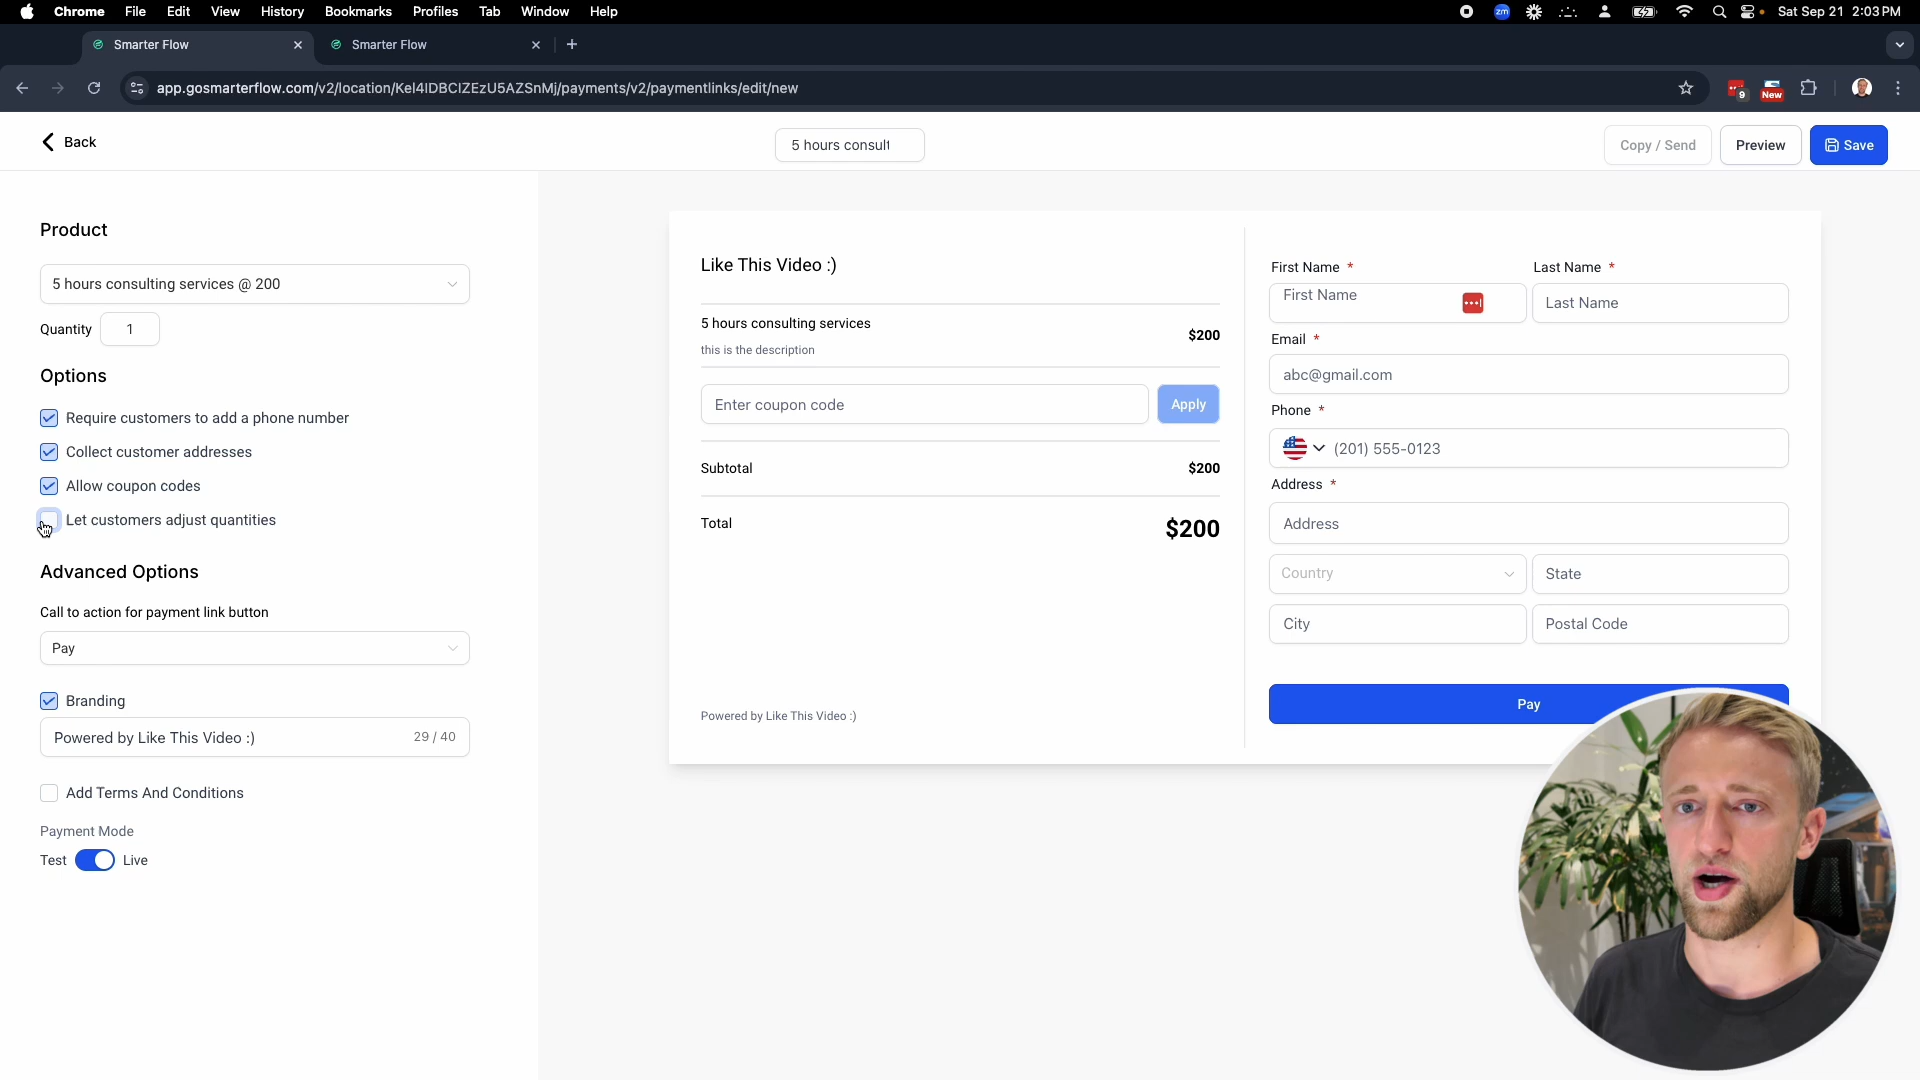 Chrome File Edit View History Bookmarks Profiles Tab Window Help
zm
Sat Sep 21 2:03 PM
Smarter Flow
Smarter Flow
app.gosmarterflow.com/v2/location/Kel4IDBCIZEzU5AZSnMj/payments/v2/paymentlinks/edit/new
9
New
Back
5 hours consult
Copy / Send
Preview
Save
Product
5 hours consulting services @ 200
Quantity 1
Options
Require customers to add a phone number
Collect customer addresses
Allow coupon codes
Let customers adjust quantities
Advanced Options
Call to action for payment link button
Pay
Branding
Powered by Like This Video :)
29 / 40
Add Terms And Conditions
Payment Mode
Test Live
Like This Video :)
5 hours consulting services
$200
this is the description
Enter coupon code
Apply
Subtotal
$200
Total
$200
Powered by Like This Video :)
First Name *
Last Name *
First Name
Last Name
Email *
abc@gmail.com
Phone *
(201) 555-0123
Address *
Address
Country
State
City
Postal Code
Pay